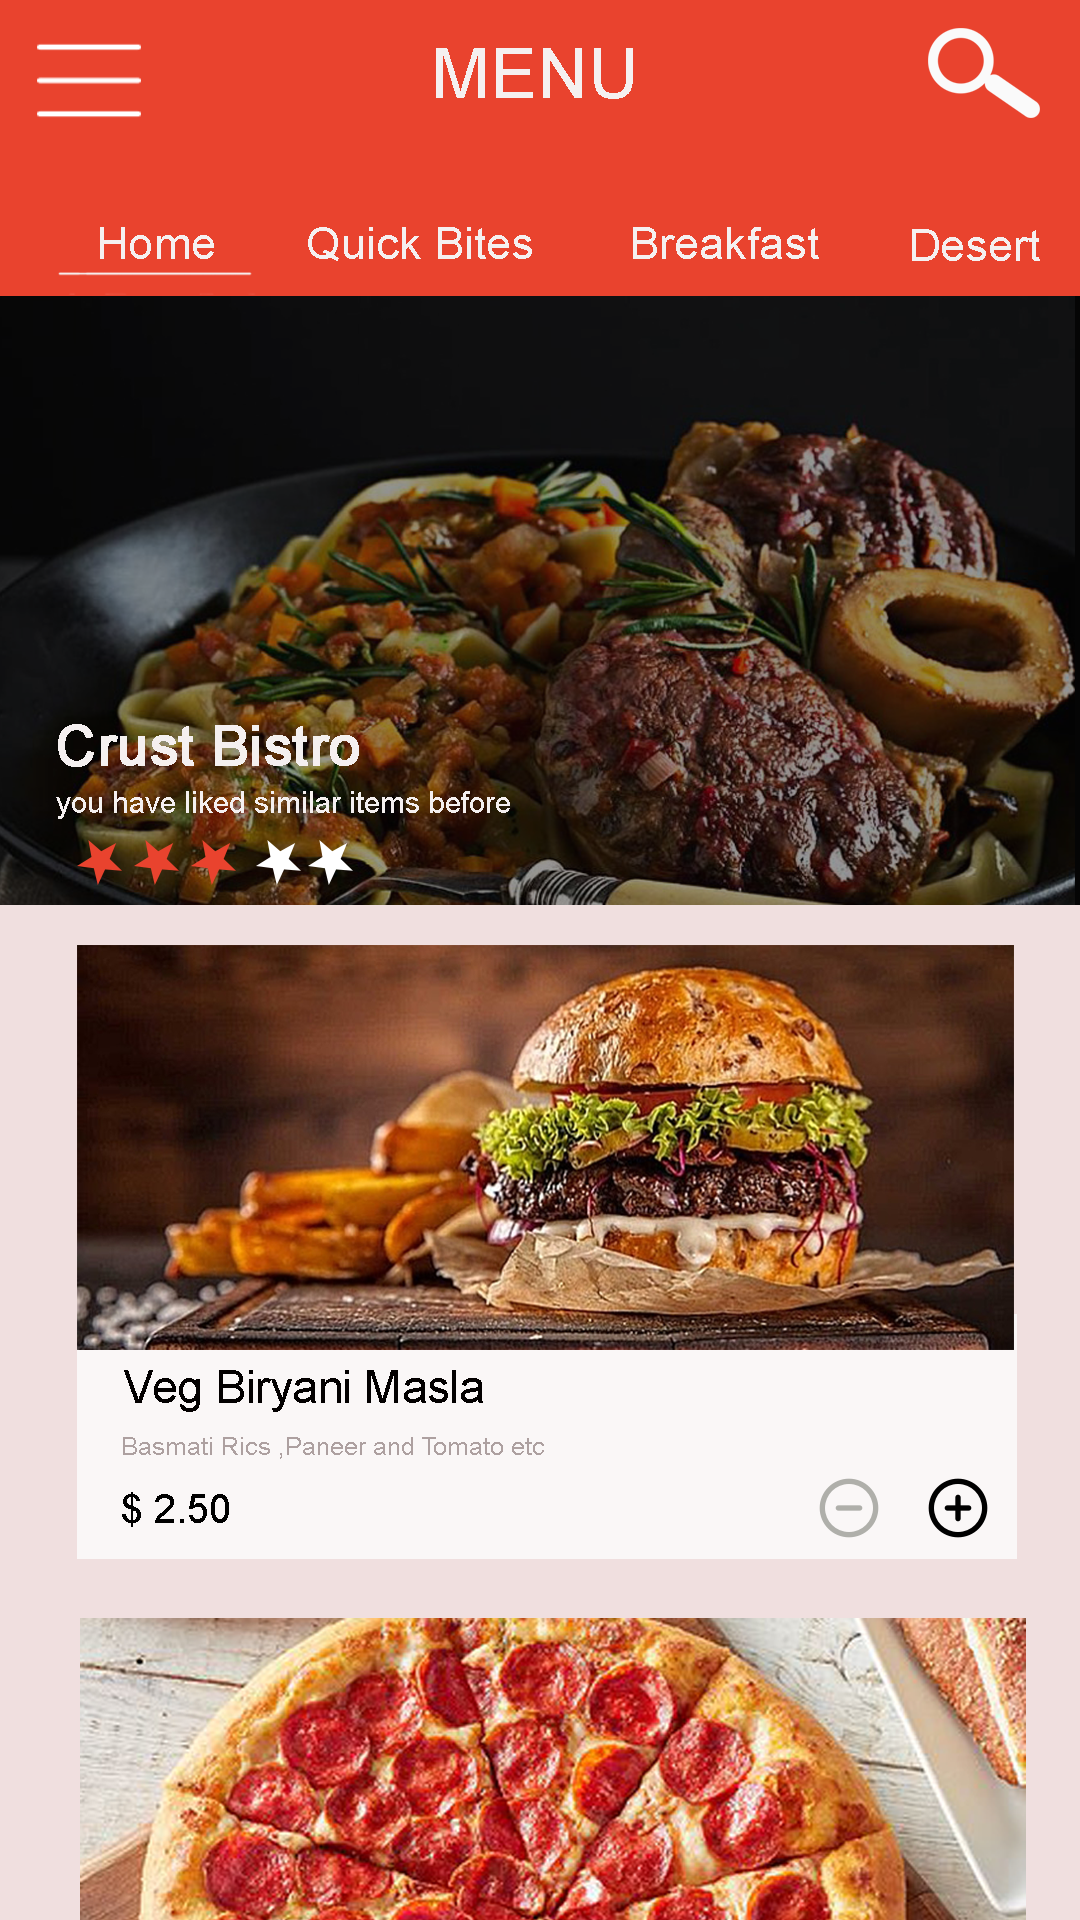 MENU
Home Quick Bites Breakfast Desert
Crust Bistro
you have liked similar items before
Veg Biryani Masla
Basmati Rics ,Paneer and Tomato etc
$ 2.50